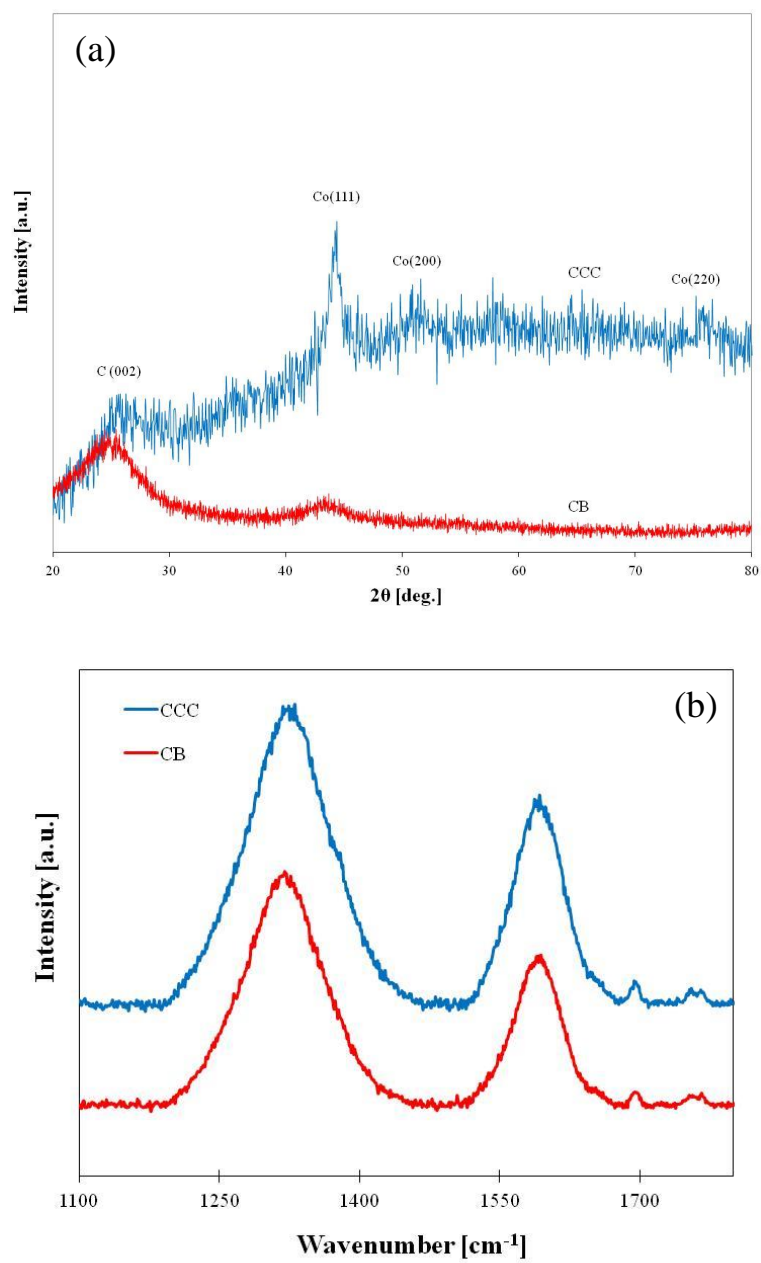 (a)
Intensity [a.u.]
Co(111)
Co(200)
CCC
Co(220)
C (002)
CB
20 30 40 50 60 70 80
2θ [deg.]
(b)
CCC
CB
Intensity [a.u.]
1100 1250 1400 1550 1700
Wavenumber [cm-1]